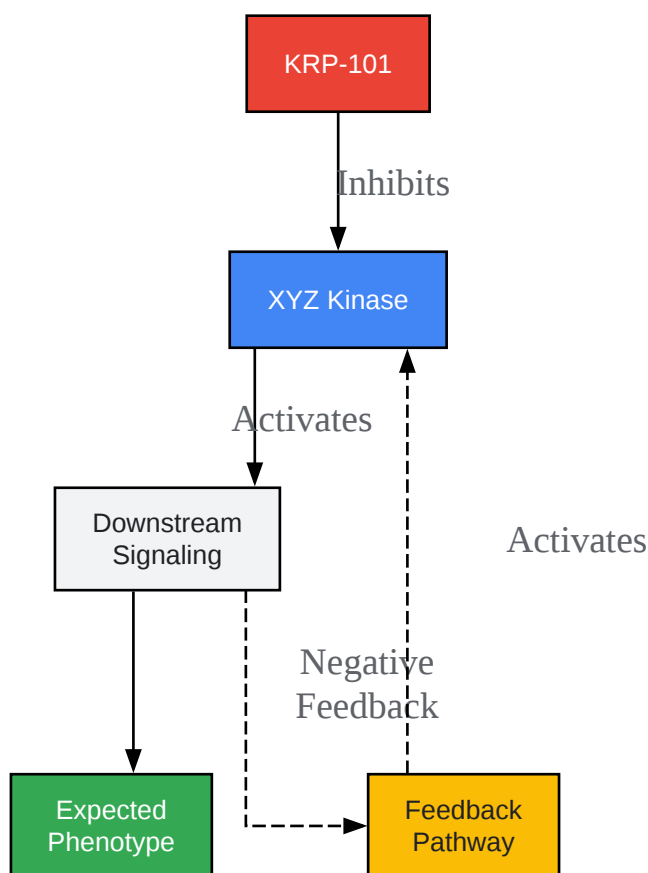 KRP-101
Inhibits
XYZ Kinase
Activates
Downstream
Signaling
Activates
Negative
Feedback
Expected
Phenotype
Feedback
Pathway